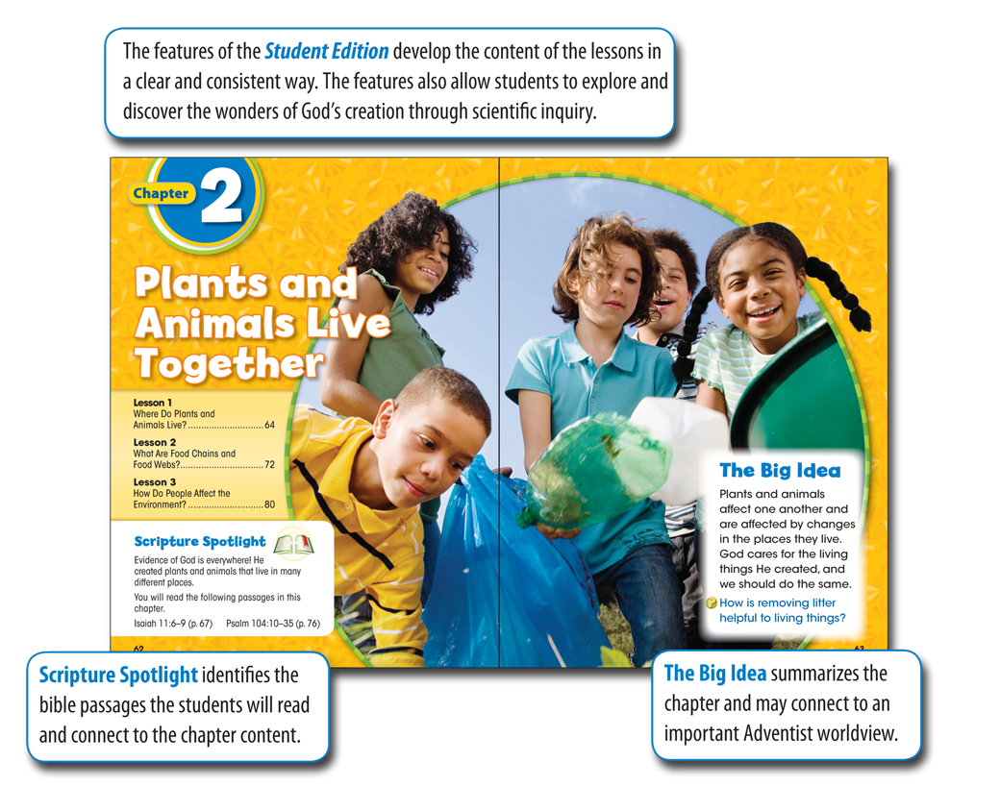 The features of the Student Edition develop the content of the lessons in
a clear and consistent way. The features also allow students to explore and
discover the wonders of God's creation through scientific inquiry.
Chapter 2
Plants and
Animals Live
Together
Lesson 1
Where Do Plants and
Animals Live? ............................ 64
Lesson 2
What Are Food Chains and
Food Webs?............................... 72
Lesson 3
How Do People Affect the
Environment? ............................ 80
Scripture Spotlight
Evidence of God is everywhere! He
created plants and animals that live in many
different places.
You will read the following passages in this
chapter.
Isaiah 11:6–9 (p. 67) Psalm 104:10–35 (p. 76)
62
The Big Idea
Plants and animals
affect one another and
are affected by changes
in the places they live.
God cares for the living
things He created, and
we should do the same.
How is removing litter
helpful to living things?
63
Scripture Spotlight identifies the
bible passages the students will read
and connect to the chapter content.
The Big Idea summarizes the
chapter and may connect to an
important Adventist worldview.